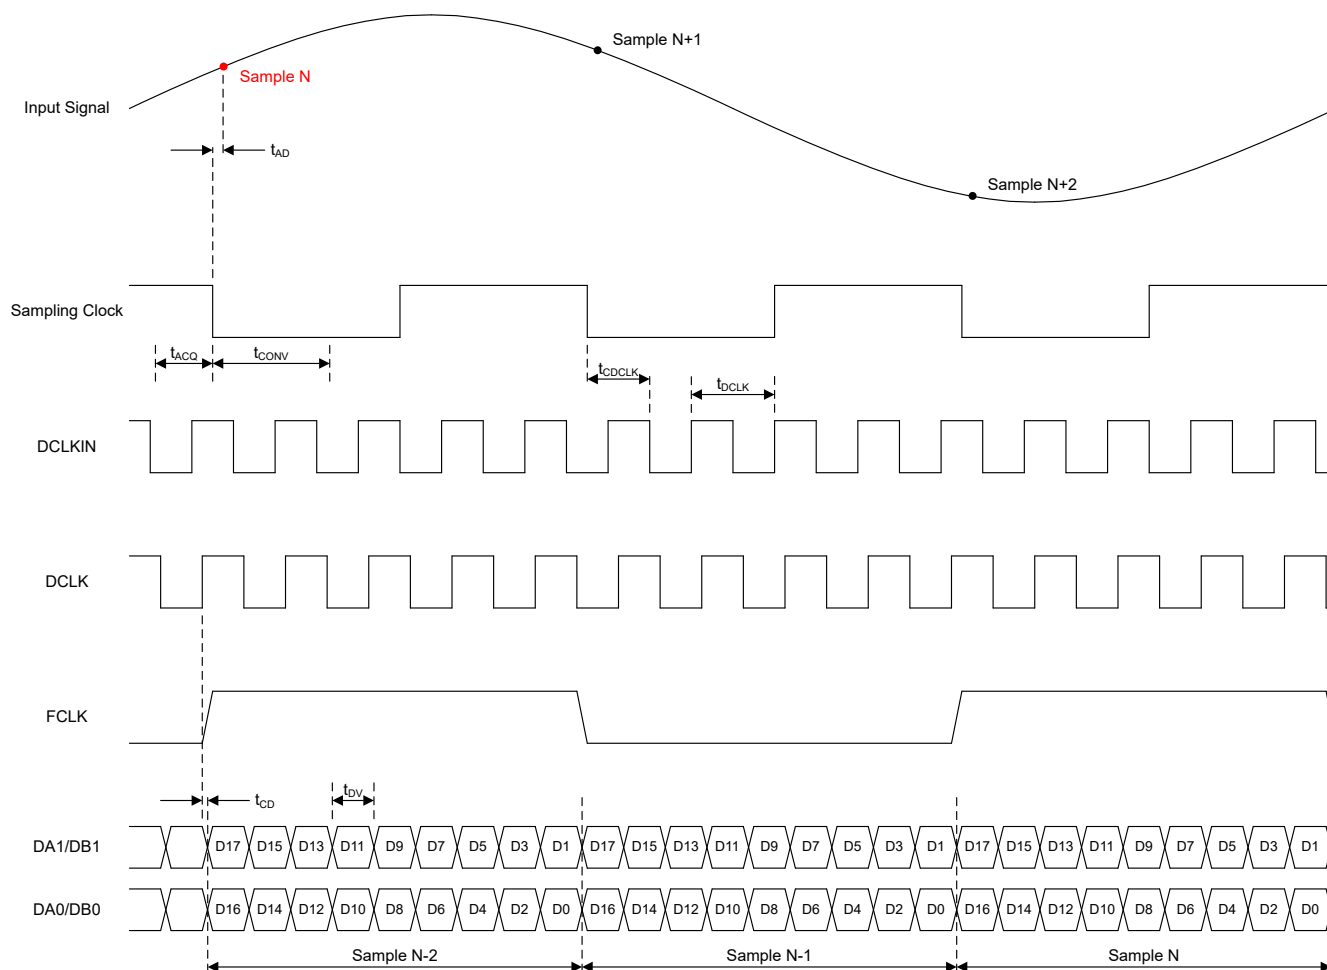 Sample N+1
Sample N
Input Signal
tAD
Sample N+2
Sampling Clock
tACQ tCONV
tCDCLK tDCLK
DCLKIN
DCLK
FCLK
tCD tDV
DA1/DB1 D17 D15 D13 D11 D9 D7 D5 D3 D1 D17 D15 D13 D11 D9 D7 D5 D3 D1 D17 D15 D13 D11 D9 D7 D5 D3 D1
DA0/DB0 D16 D14 D12 D10 D8 D6 D4 D2 D0 D16 D14 D12 D10 D8 D6 D4 D2 D0 D16 D14 D12 D10 D8 D6 D4 D2 D0
Sample N-2 Sample N-1 Sample N